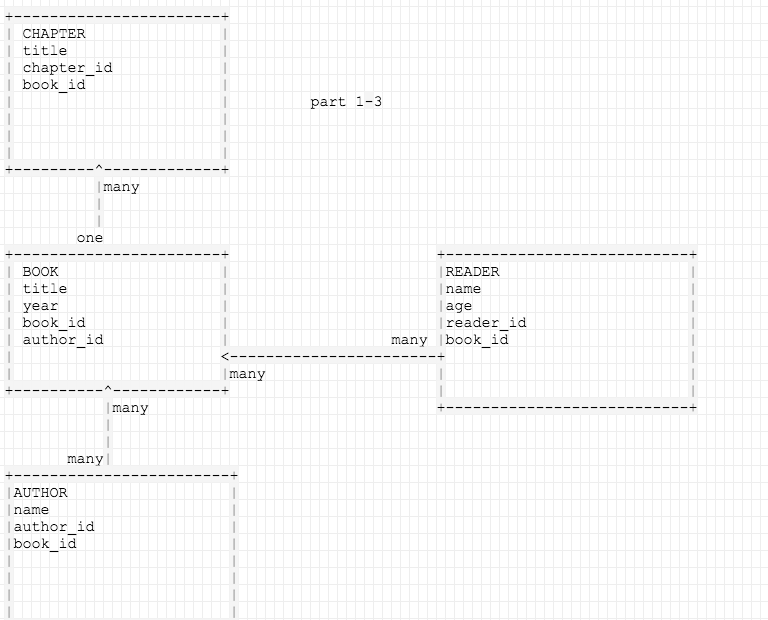 CHAPTER
title
chapter_id
book_id
part 1-3
many
one
BOOK
title
year
book_id
author_id
many
many
READER
name
age
reader_id
book_id
many
many
AUTHOR
name
author_id
book_id